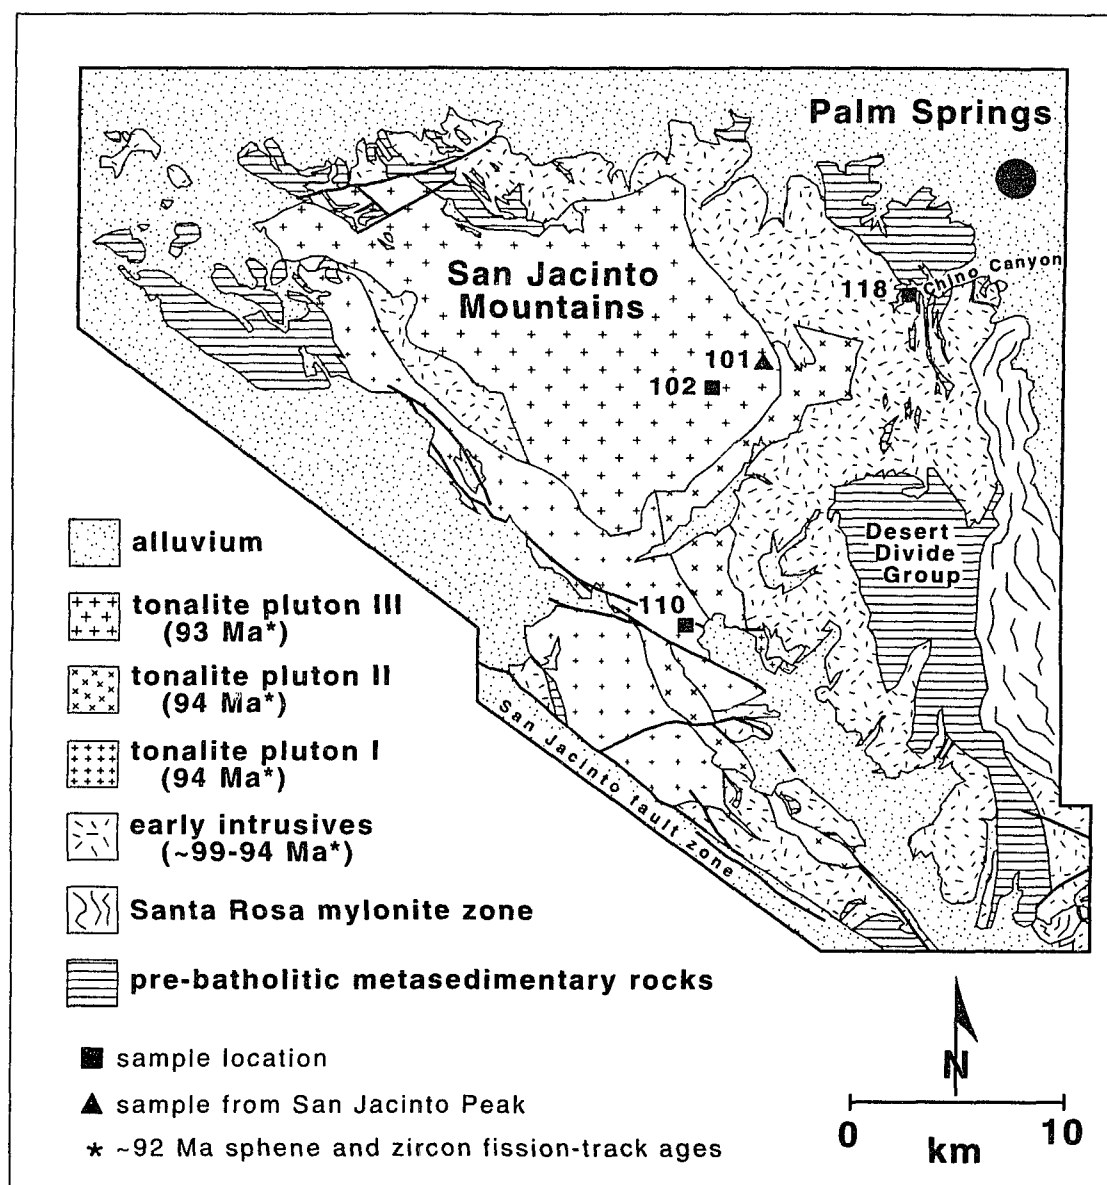 Palm Springs
San Jacinto
Mountains
118
Chino Canyon
101
102
Desert
Divide
Group
110
San Jacinto fault zone
alluvium
tonalite pluton III
(93 Ma*)
tonalite pluton II
(94 Ma*)
tonalite pluton I
(94 Ma*)
early intrusives
(~99-94 Ma*)
Santa Rosa mylonite zone
pre-batholitic metasedimentary rocks
sample location
sample from San Jacinto Peak
* ~92 Ma sphene and zircon fission-track ages
N
0 10
km